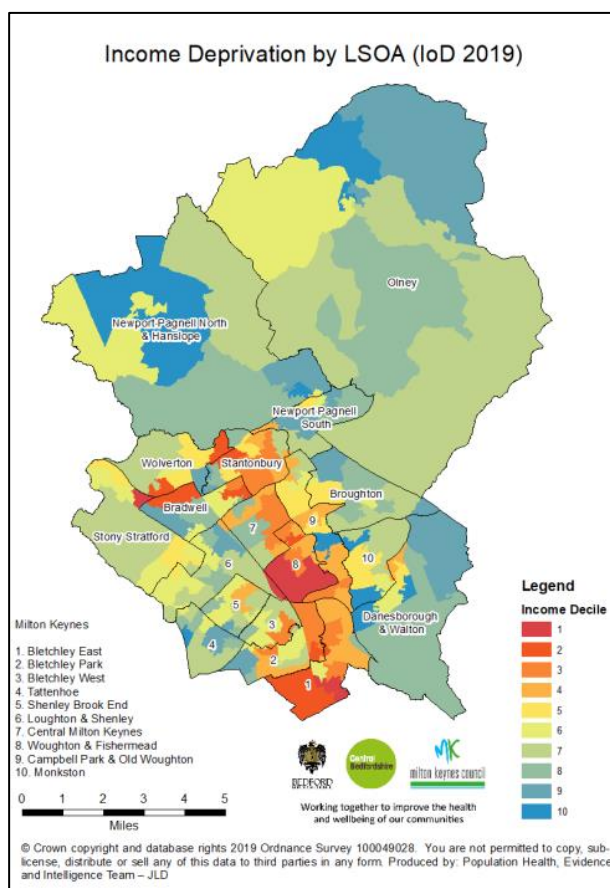 Income Deprivation by LSOA (IoD 2019)
Olney
Newport Pagnell North
& Hanslope
Newport Pagnell
South
Wolverton
Stantonbury
Bradwell
Broughton
Stony Stratford
7
9
8
10
6
5
3
4
2
1
Danesborough
& Walton
Milton Keynes
1. Bletchley East
2. Bletchley Park
3. Bletchley West
4. Tattenhoe
5. Shenley Brook End
6. Loughton & Shenley
7. Central Milton Keynes
8. Woughton & Fishermead
9. Campbell Park & Old Woughton
10. Monkston
Legend
Income Decile
1
2
3
4
5
6
7
8
9
10
0 1 2 3 4 5
Miles
Central
Bedfordshire
MK
milton keynes council
Working together to improve the health
and wellbeing of our communities
© Crown copyright and database rights 2019 Ordnance Survey 100049028. You are not permitted to copy, sub-
license, distribute or sell any of this data to third parties in any form. Produced by: Population Health, Evidence
and Intelligence Team – JLD